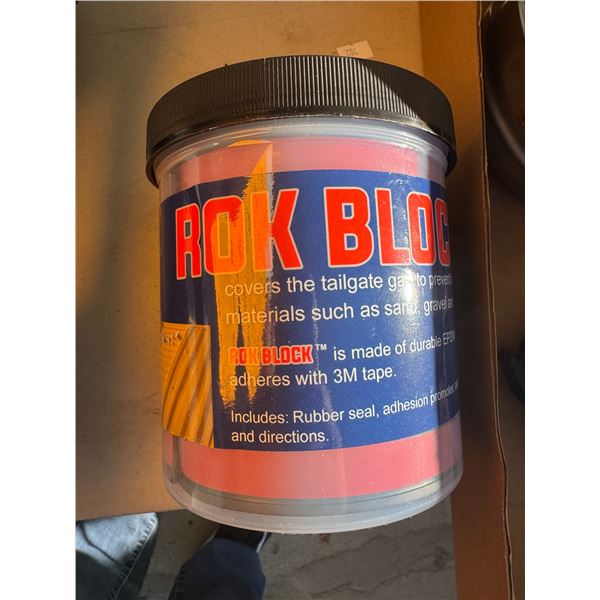 ROK BLOC
covers the tailgate gap to prevent
materials such as sand, gravel and
ROK BLOCK™ is made of durable EPDM
adheres with 3M tape.
Includes: Rubber seal, adhesion promoter,
and directions.